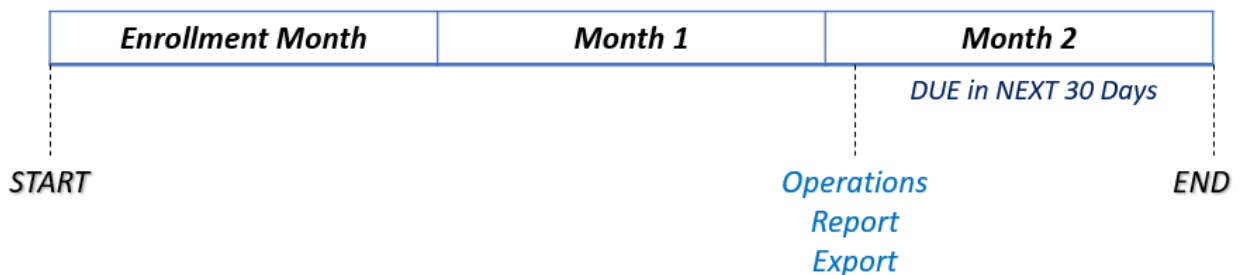 Enrollment Month
Month 1
Month 2
DUE in NEXT 30 Days
START
Operations
Report
Export
END